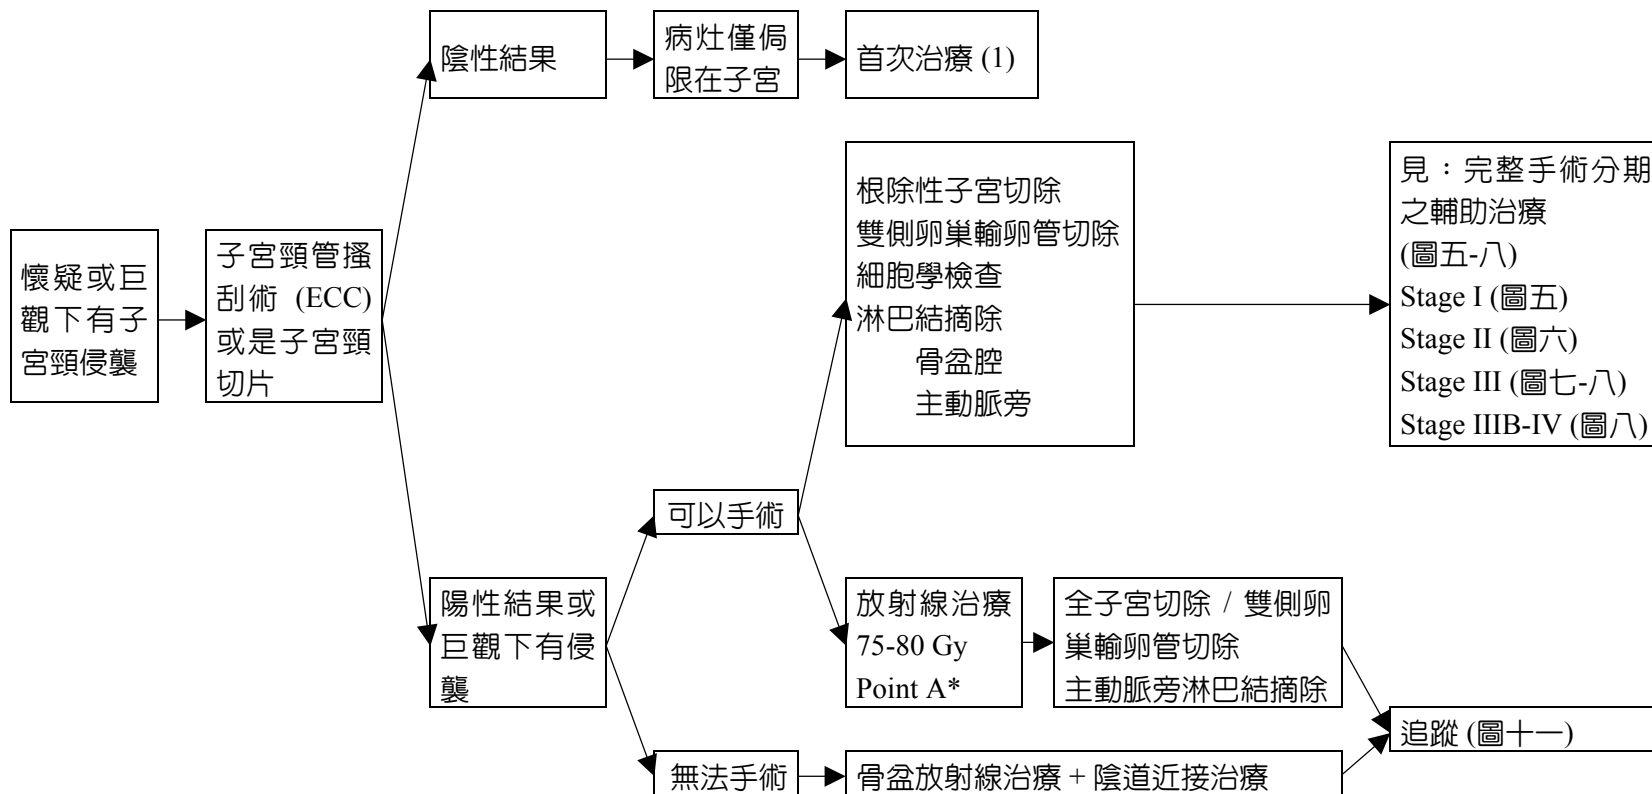 懷疑或巨
觀下有子
宮頸侵襲
子宮頸管搔
刮術 (ECC)
或是子宮頸
切片
陰性結果
病灶僅侷
限在子宮
首次治療 (1)
陽性結果或
巨觀下有侵
襲
可以手術
根除性子宮切除
雙側卵巢輸卵管切除
細胞學檢查
淋巴結摘除
骨盆腔
主動脈旁
見：完整手術分期
之輔助治療
(圖五-八)
Stage I (圖五)
Stage II (圖六)
Stage III (圖七-八)
Stage IIIB-IV (圖八)
放射線治療
75-80 Gy
Point A*
全子宮切除 / 雙側卵
巢輸卵管切除
主動脈旁淋巴結摘除
無法手術
骨盆放射線治療 + 陰道近接治療
追蹤 (圖十一)